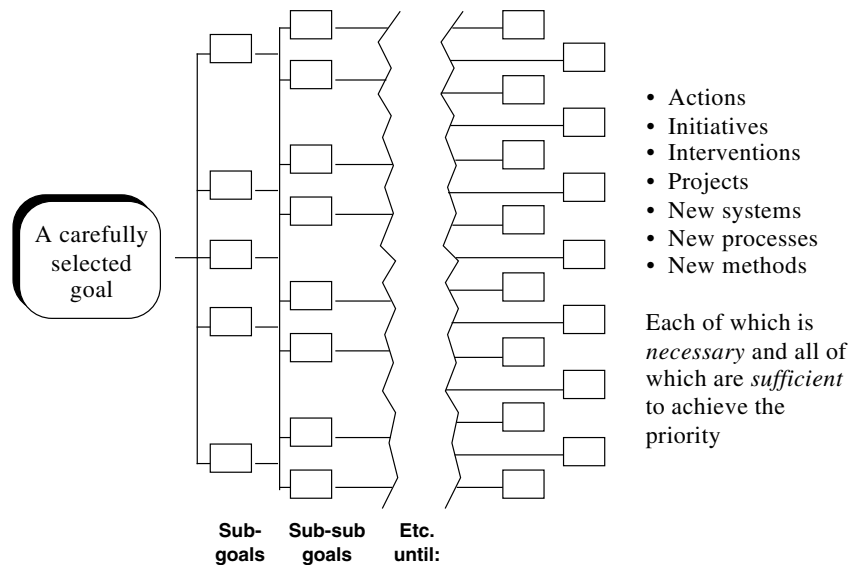 A carefully
selected
goal
• Actions
• Initiatives
• Interventions
• Projects
• New systems
• New processes
• New methods
Each of which is
necessary and all of
which are sufficient
to achieve the
priority
Sub-
goals
Sub-sub
goals
Etc.
until: